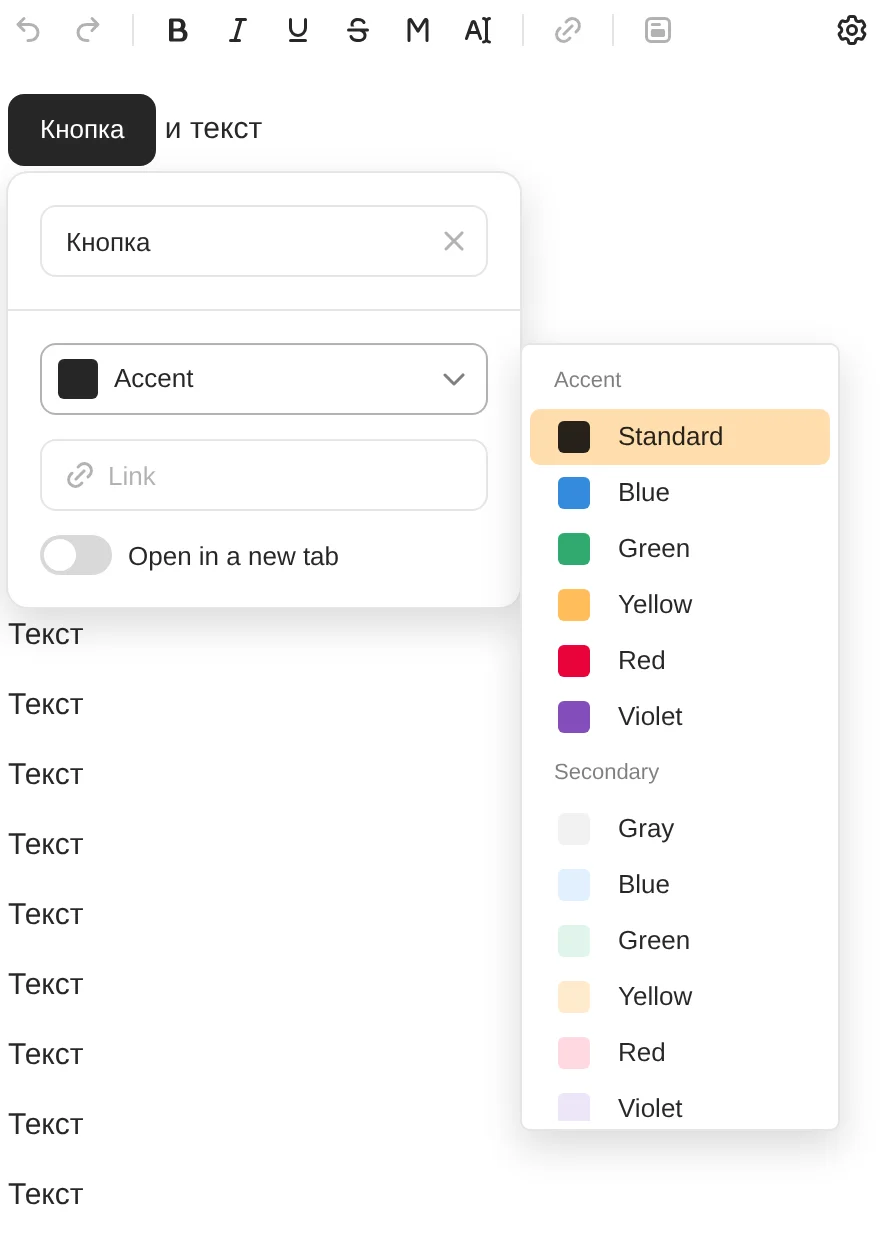 B I U S M AI
Кнопка и текст
Кнопка
Accent
Link
Open in a new tab
Accent
Standard
Blue
Green
Yellow
Red
Violet
Secondary
Gray
Blue
Green
Yellow
Red
Violet
Текст
Текст
Текст
Текст
Текст
Текст
Текст
Текст
Текст